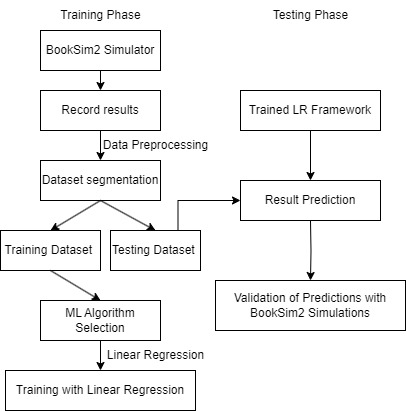 Training Phase
BookSim2 Simulator
Record results
Data Preprocessing
Dataset segmentation
Training Dataset
Testing Dataset
ML Algorithm
Selection
Linear Regression
Training with Linear Regression
Testing Phase
Trained LR Framework
Result Prediction
Validation of Predictions with
BookSim2 Simulations